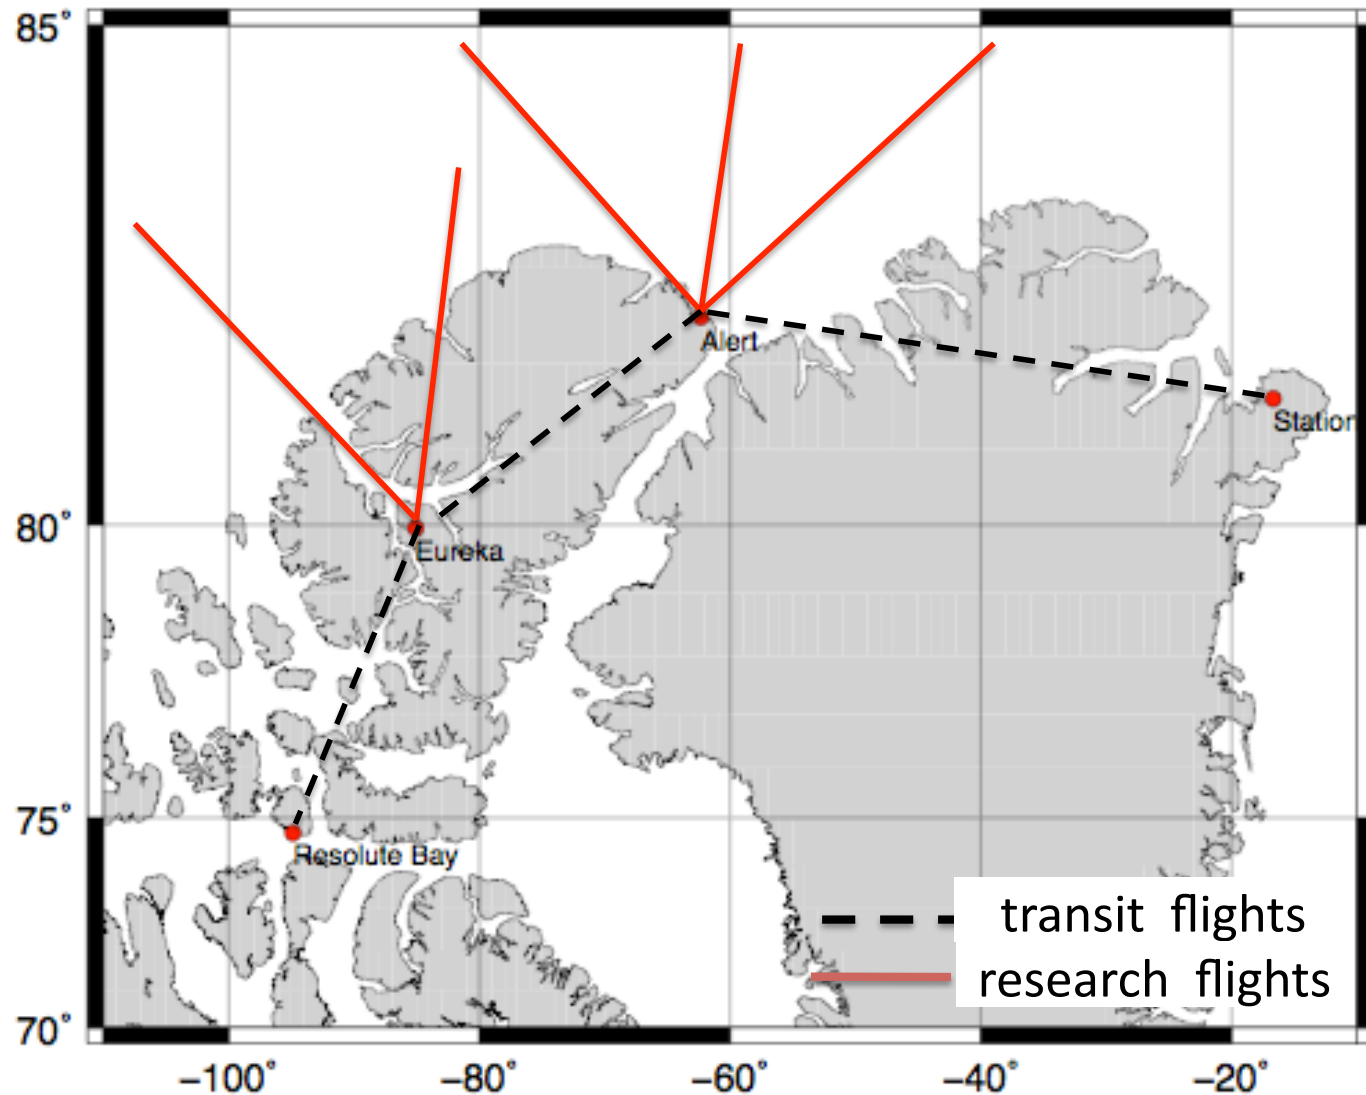 85°
Alert
Station
80°
Eureka
75°
Resolute Bay
transit flights
research flights
70°
−100° −80° −60° −40° −20°